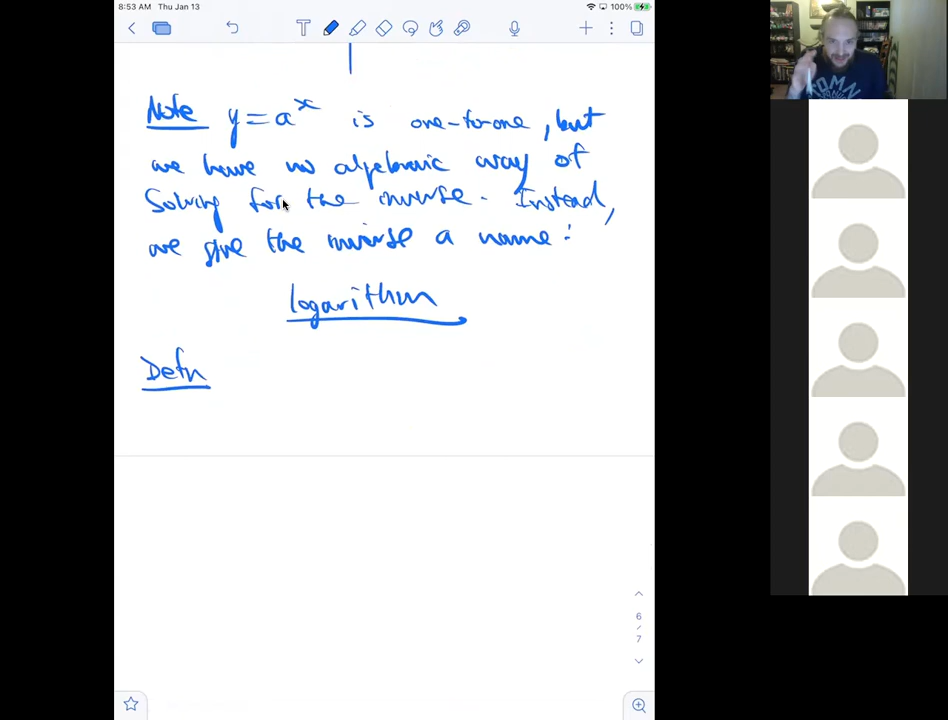 8:53 AM Thu Jan 13
100%
T
Note y = a^x is one-to-one, but
we have no algebraic way of
Solving for the inverse. Instead,
we give the inverse a name:
logarithm
Defn
6
/
7